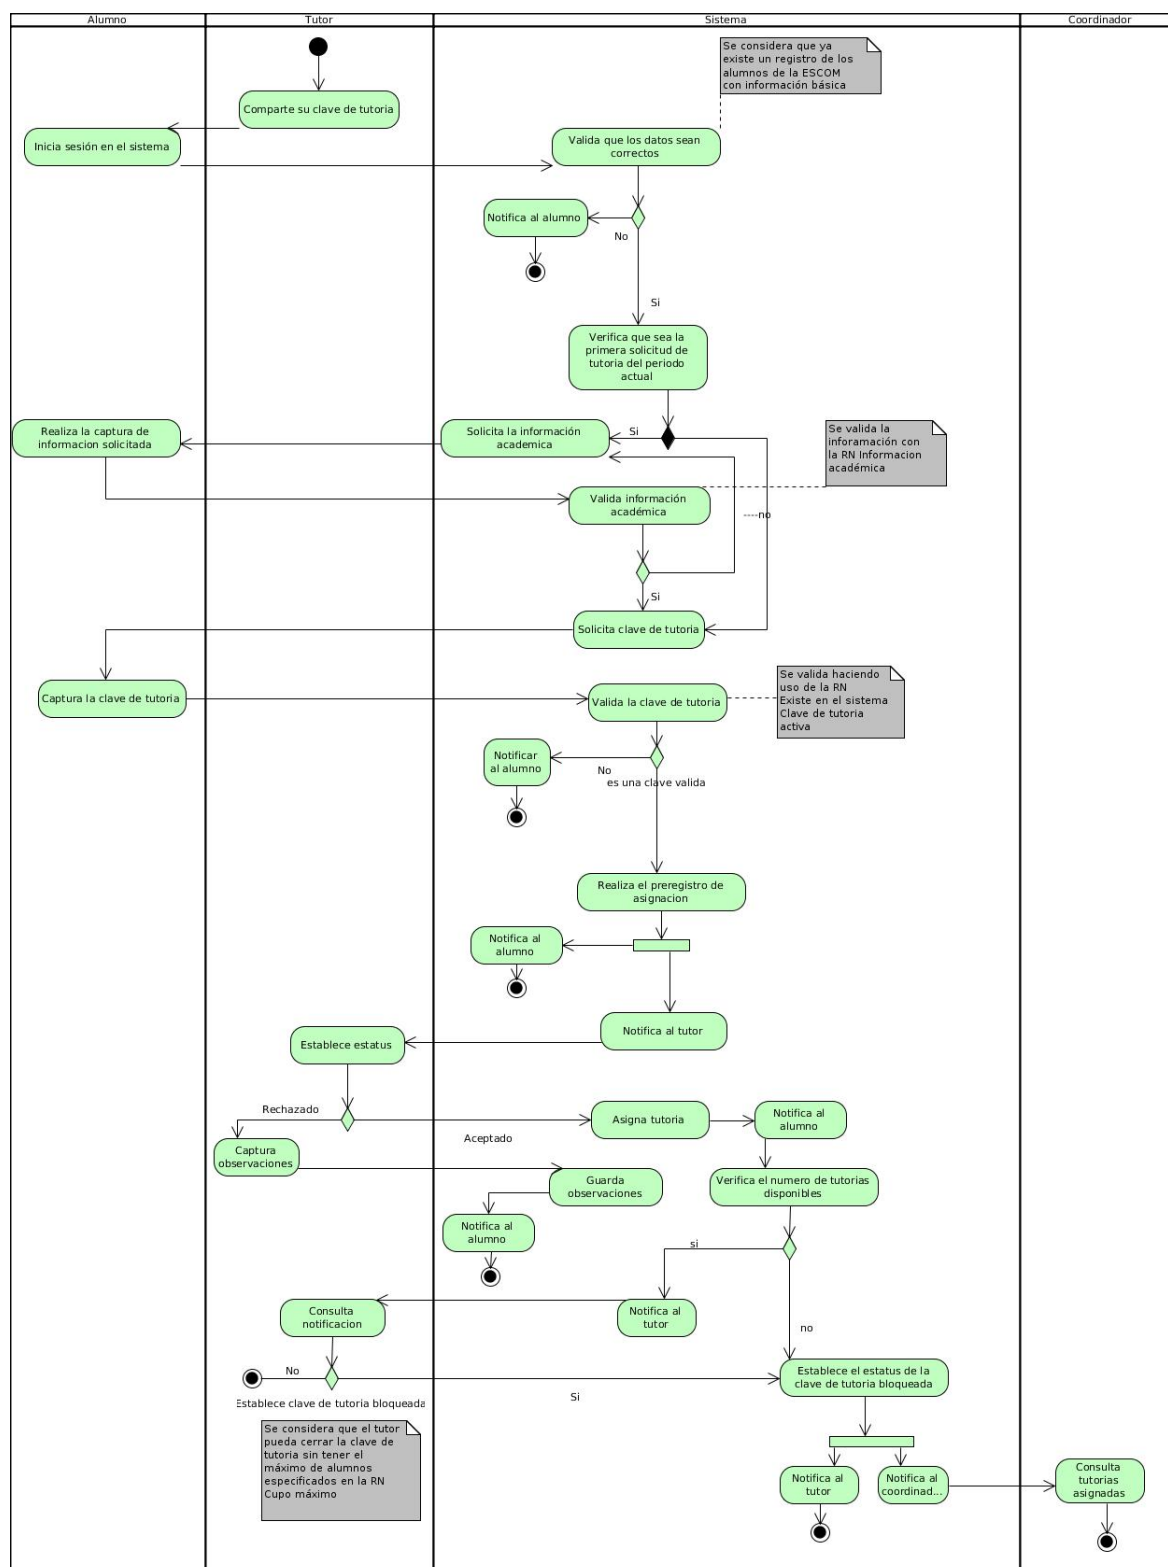 Alumno
Tutor
Sistema
Coordinador
Se considera que ya
existe un registro de los
alumnos de la ESCOM
con información básica
Comparte su clave de tutoria
Inicia sesión en el sistema
Valida que los datos sean
correctos
Notifica al alumno
No
Si
Verifica que sea la
primera solicitud de
tutoria del periodo
actual
Realiza la captura de
informacion solicitada
Solicita la información
academica
Si
Se valida la
inforamación con
la RN Informacion
académica
Valida información
académica
----no
Si
Solicita clave de tutoria
Captura la clave de tutoria
Valida la clave de tutoria
Se valida haciendo
uso de la RN
Existe en el sistema
Clave de tutoria
activa
Notificar
al alumno
No
es una clave valida
Realiza el preregistro de
asignacion
Notifica al
alumno
Notifica al tutor
Establece estatus
Rechazado
Aceptado
Asigna tutoria
Notifica al
alumno
Captura
observaciones
Guarda
observaciones
Verifica el numero de tutorias
disponibles
Notifica al
alumno
si
no
Consulta
notificacion
Notifica al
tutor
No
Si
Establece clave de tutoria bloqueada
Establece el estatus de la
clave de tutoria bloqueada
Se considera que el tutor
pueda cerrar la clave de
tutoria sin tener el
máximo de alumnos
especificados en la RN
Cupo máximo
Notifica al
tutor
Notifica al
coordinad...
Consulta
tutorias
asignadas